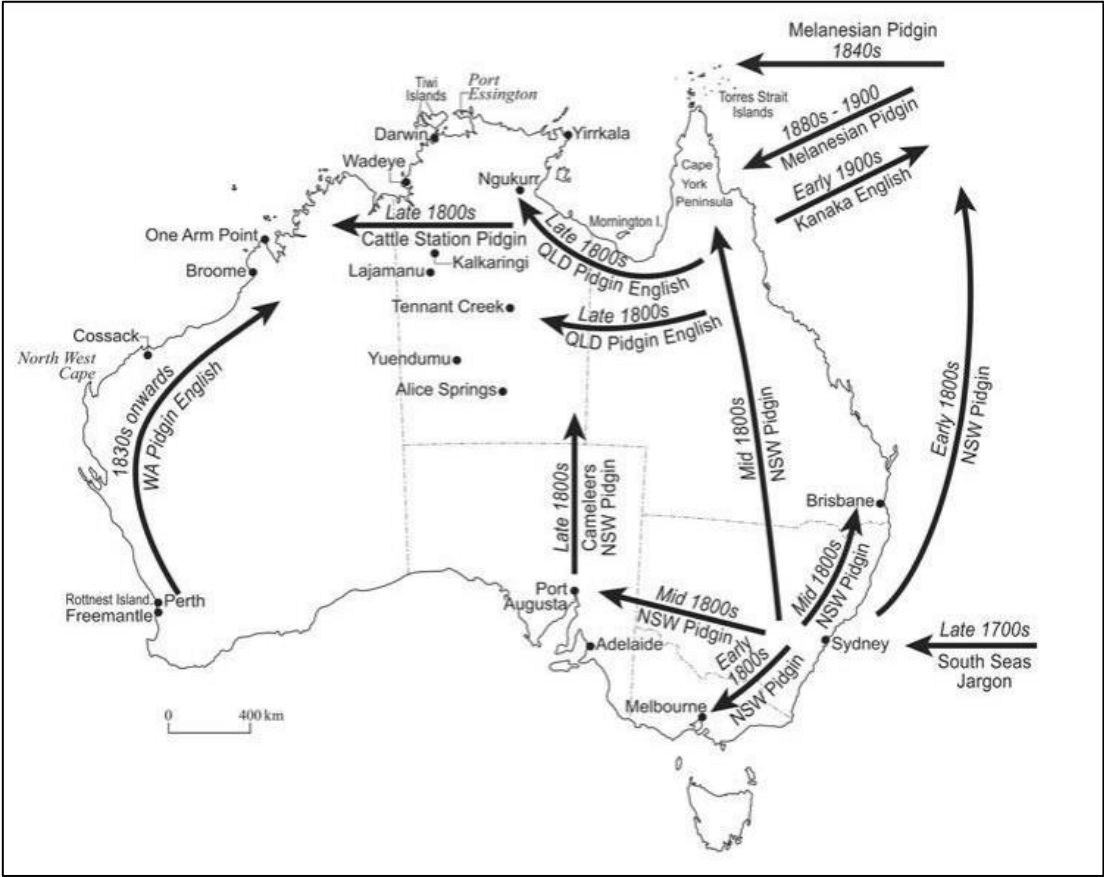 Melanesian Pidgin
1840s
Tiwi
Islands
Port
Essington
Torres Strait
Islands
1880s - 1900
Melanesian Pidgin
Darwin
Yirrkala
Wadeye
Ngukurr
Cape
York
Peninsula
Early 1900s
Kanaka English
Late 1800s
Cattle Station Pidgin
Mornington I.
Late 1800s
QLD Pidgin English
One Arm Point
Kalkaringi
Broome
Lajamanu
Tennant Creek
Late 1800s
QLD Pidgin English
Cossack
North West
Cape
Yuendumu
Alice Springs
1830s onwards
WA Pidgin English
Mid 1800s
NSW Pidgin
Early 1800s
NSW Pidgin
Late 1800s
Cameleers
NSW Pidgin
Brisbane
Rottnest Island
Perth
Freemantle
Port
Augusta
Mid 1800s
NSW Pidgin
Mid 1800s
NSW Pidgin
Adelaide
Early
1800s
NSW Pidgin
Sydney
Late 1700s
South Seas
Jargon
Melbourne
0 400 km